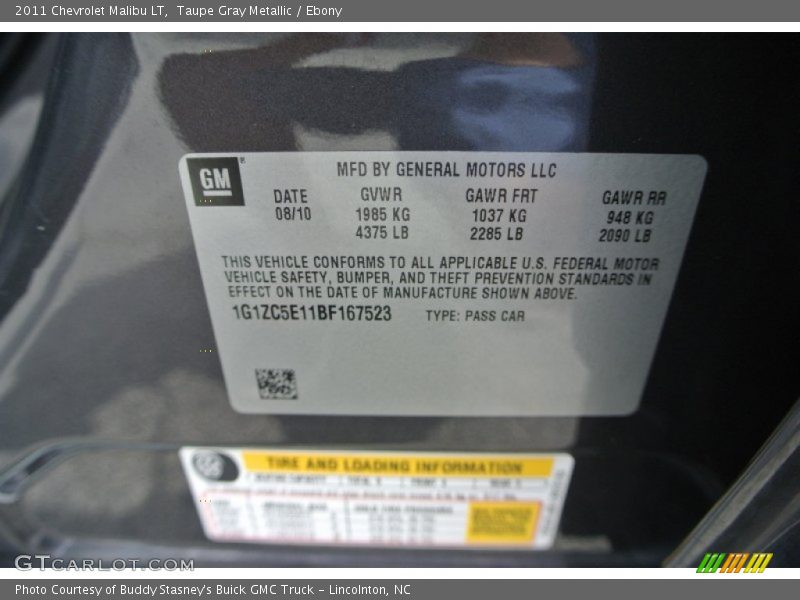 2011 Chevrolet Malibu LT, Taupe Gray Metallic / Ebony
GM
MFD BY GENERAL MOTORS LLC
DATE GVWR GAWR FRT GAWR RR
08/10 1985 KG 1037 KG 948 KG
4375 LB 2285 LB 2090 LB
THIS VEHICLE CONFORMS TO ALL APPLICABLE U.S. FEDERAL MOTOR
VEHICLE SAFETY, BUMPER, AND THEFT PREVENTION STANDARDS IN
EFFECT ON THE DATE OF MANUFACTURE SHOWN ABOVE.
1G1ZC5E11BF167523 TYPE: PASS CAR
TIRE AND LOADING INFORMATION
GTCARLOT.COM
Photo Courtesy of Buddy Stasney's Buick GMC Truck - Lincolnton, NC